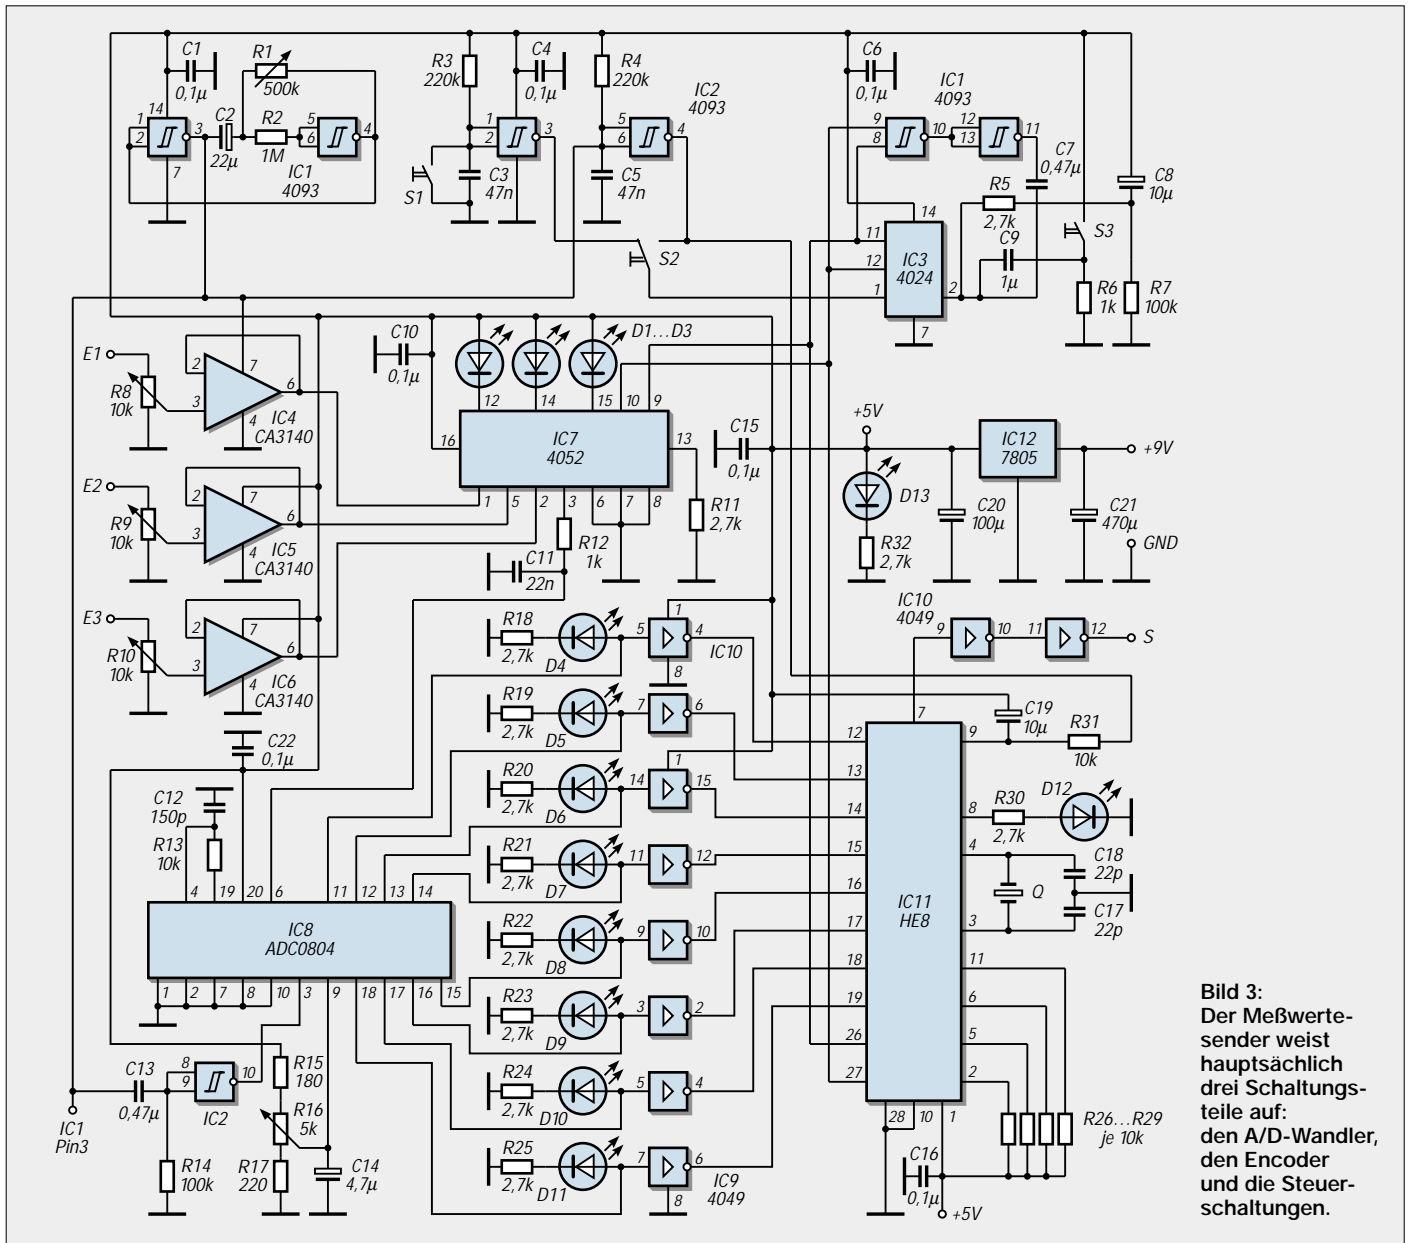 C1
0,1µ
R1
500k
14
1
2
3
7
C2
22µ
R2
1M
5
6
4
IC1
4093
R3
220k
C4
0,1µ
R4
220k
IC2
4093
1
2
3
5
6
4
S1
C3
47n
C5
47n
S2
C6
0,1µ
IC1
4093
9
8
10
12
13
11
C7
0,47µ
C8
10µ
R5
2,7k
C9
1µ
S3
14
11
12
1
2
7
IC3
4024
R6
1k
R7
100k
E1
R8
10k
2
3
7
6
4
IC4
CA3140
E2
R9
10k
2
3
7
6
4
IC5
CA3140
E3
R10
10k
2
3
7
6
4
IC6
CA3140
C10
0,1µ
D1...D3
12
14
15
10
9
16
13
IC7
4052
1
5
2
3
6
7
8
R11
2,7k
R12
1k
C11
22n
C15
0,1µ
+5V
D13
R32
2,7k
IC12
7805
+9V
C20
100µ
C21
470µ
GND
IC10
4049
9
10
11
12
S
R18
2,7k
D4
5
1
4
8
IC10
R19
2,7k
D5
7
6
R20
2,7k
D6
14
1
15
R21
2,7k
D7
11
12
R22
2,7k
D8
9
10
R23
2,7k
D9
3
2
R24
2,7k
D10
5
4
R25
2,7k
D11
7
6
8
IC9
4049
C22
0,1µ
C12
150p
R13
10k
4
19
20
6
11
12
13
14
IC8
ADC0804
1
2
7
8
10
3
9
18
17
16
15
C13
0,47µ
8
9
10
IC2
IC1
Pin3
R14
100k
R15
180
R16
5k
R17
220
C14
4,7µ
7
12
13
14
15
16
17
18
19
26
27
IC11
HE8
9
8
4
3
11
6
5
2
28
10
1
C19
10µ
R31
10k
R30
2,7k
D12
Q
C18
22p
C17
22p
R26...R29
je 10k
C16
0,1µ
+5V
Bild 3:
Der Meßwerte-
sender weist
hauptsächlich
drei Schaltungs-
teile auf:
den A/D-Wandler,
den Encoder
und die Steuer-
schaltungen.